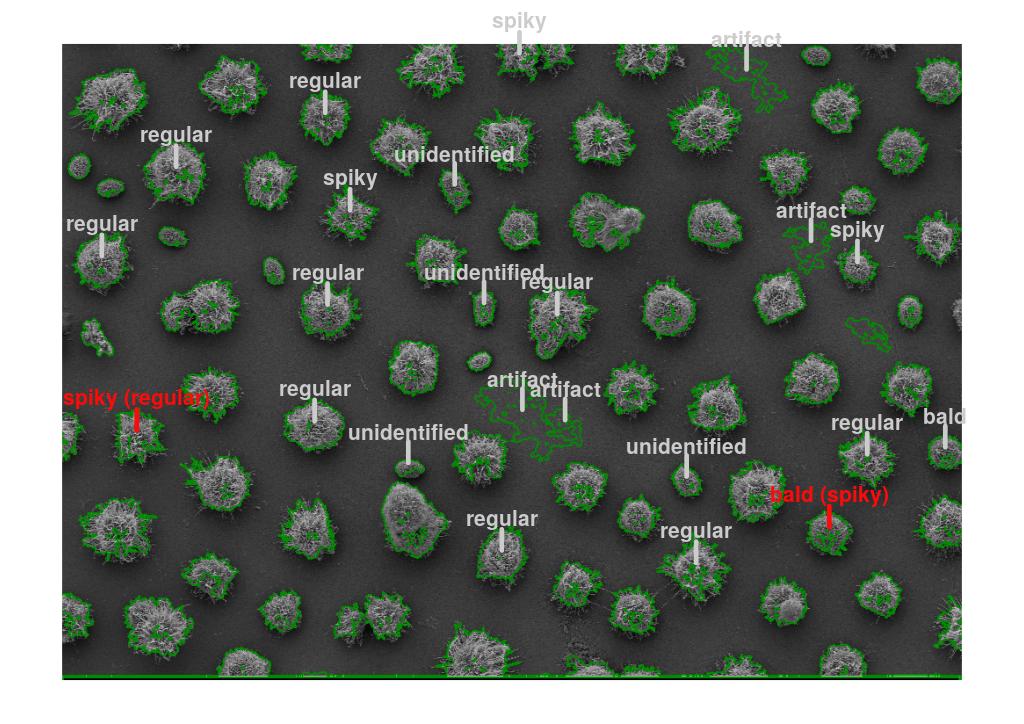 spiky
artifact
regular
regular
unidentified
spiky
artifact
regular
spiky
regular
unidentified
regular
artifact
artifact
regular
spiky (regular)
bald
regular
unidentified
unidentified
bald (spiky)
regular
regular